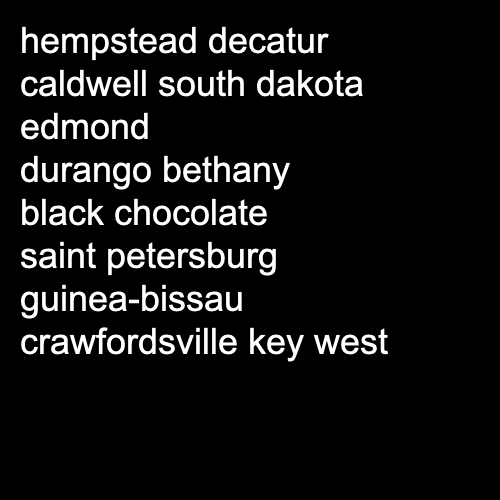 hempstead decatur
caldwell south dakota
edmond
durango bethany
black chocolate
saint petersburg
guinea-bissau
crawfordsville key west